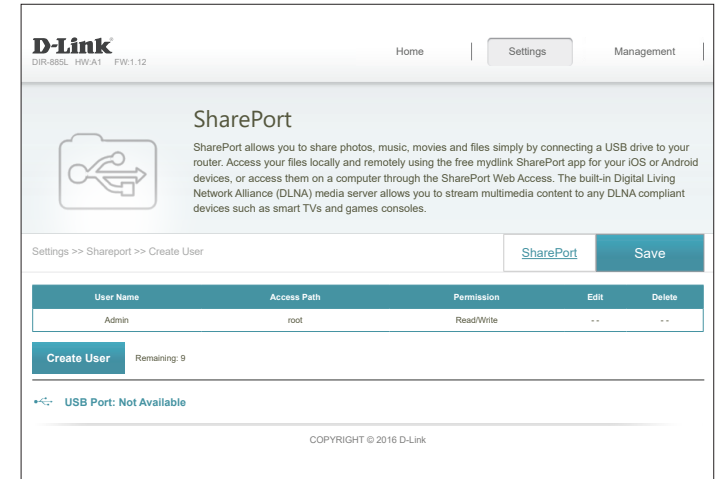 D-Link®
DIR-885L HW:A1 FW:1.12
Home
Settings
Management
SharePort
SharePort allows you to share photos, music, movies and files simply by connecting a USB drive to your
router. Access your files locally and remotely using the free mydlink SharePort app for your iOS or Android
devices, or access them on a computer through the SharePort Web Access. The built-in Digital Living
Network Alliance (DLNA) media server allows you to stream multimedia content to any DLNA compliant
devices such as smart TVs and games consoles.
Settings >> Shareport >> Create User
SharePort
Save
User Name Access Path Permission Edit Delete
Admin root Read/Write -- --
Create User
Remaining: 9
USB Port: Not Available
COPYRIGHT © 2016 D-Link